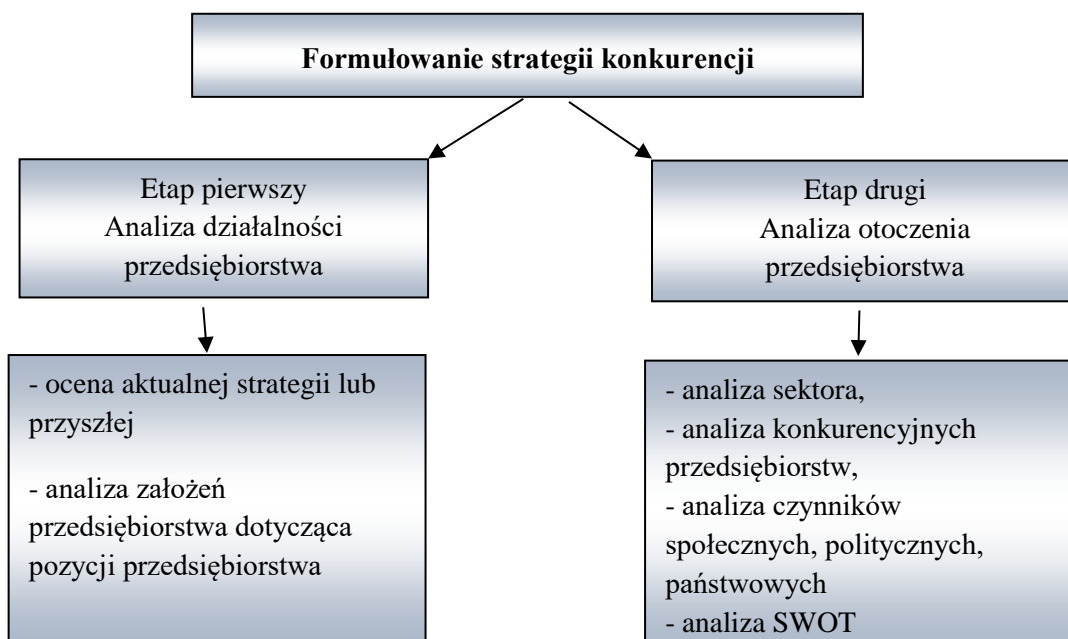 Formułowanie strategii konkurencji
Etap pierwszy
Analiza działalności
przedsiębiorstwa
Etap drugi
Analiza otoczenia
przedsiębiorstwa
- ocena aktualnej strategii lub
przyszłej
- analiza założeń
przedsiębiorstwa dotycząca
pozycji przedsiębiorstwa
- analiza sektora,
- analiza konkurencyjnych
przedsiębiorstw,
- analiza czynników
społecznych, politycznych,
państwowych
- analiza SWOT